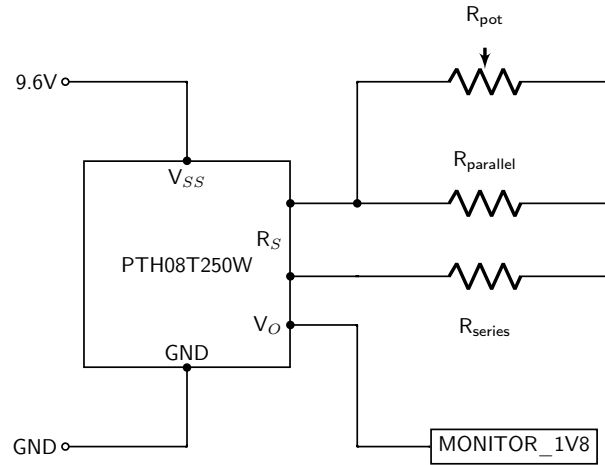 R_pot
9.6V
V_SS
R_parallel
R_S
PTH08T250W
V_O
R_series
GND
GND
MONITOR_1V8